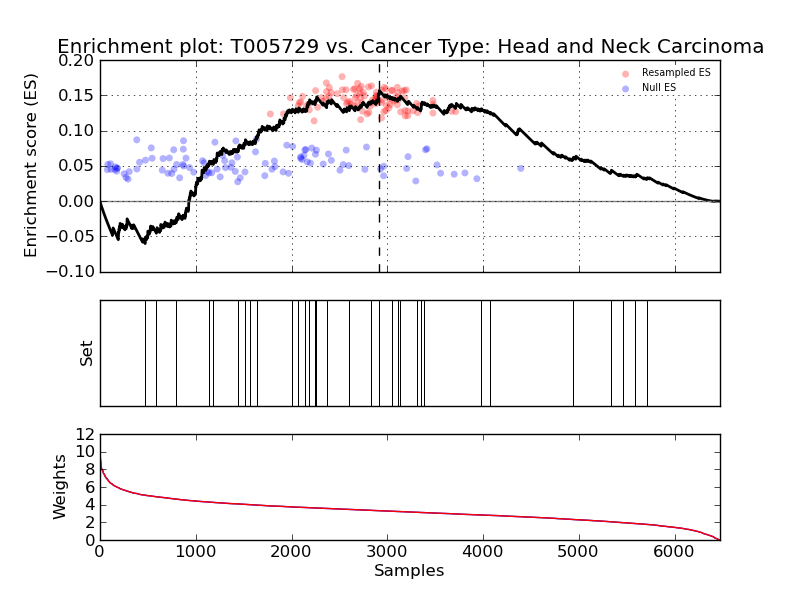 Enrichment plot: T005729 vs. Cancer Type: Head and Neck Carcinoma
Enrichment score (ES)
0.20
0.15
0.10
0.05
0.00
−0.05
−0.10
Resampled ES
Null ES
Set
Weights
12
10
8
6
4
2
0
0 1000 2000 3000 4000 5000 6000
Samples